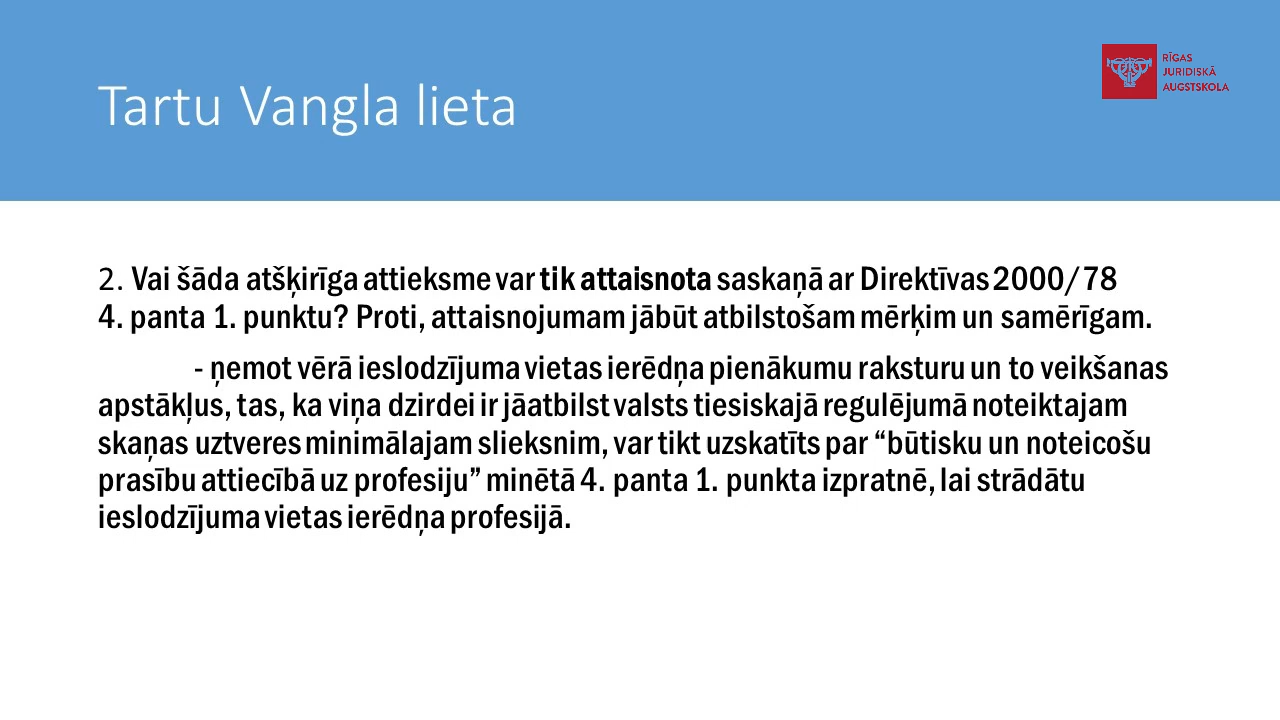 Tartu Vangla lieta
RĪGAS
JURIDISKĀ
AUGSTSKOLA
2. Vai šāda atšķirīga attieksme var tik attaisnota saskaņā ar Direktīvas 2000/78
4. panta 1. punktu? Proti, attaisnojumam jābūt atbilstošam mērķim un samērīgam.
- ņemot vērā ieslodzījuma vietas ierēdņa pienākumu raksturu un to veikšanas
apstākļus, tas, ka viņa dzirdei ir jāatbilst valsts tiesiskajā regulējumā noteiktajam
skaņas uztveres minimālajam slieksnim, var tikt uzskatīts par “būtisku un noteicošu
prasību attiecībā uz profesiju” minētā 4. panta 1. punkta izpratnē, lai strādātu
ieslodzījuma vietas ierēdņa profesijā.